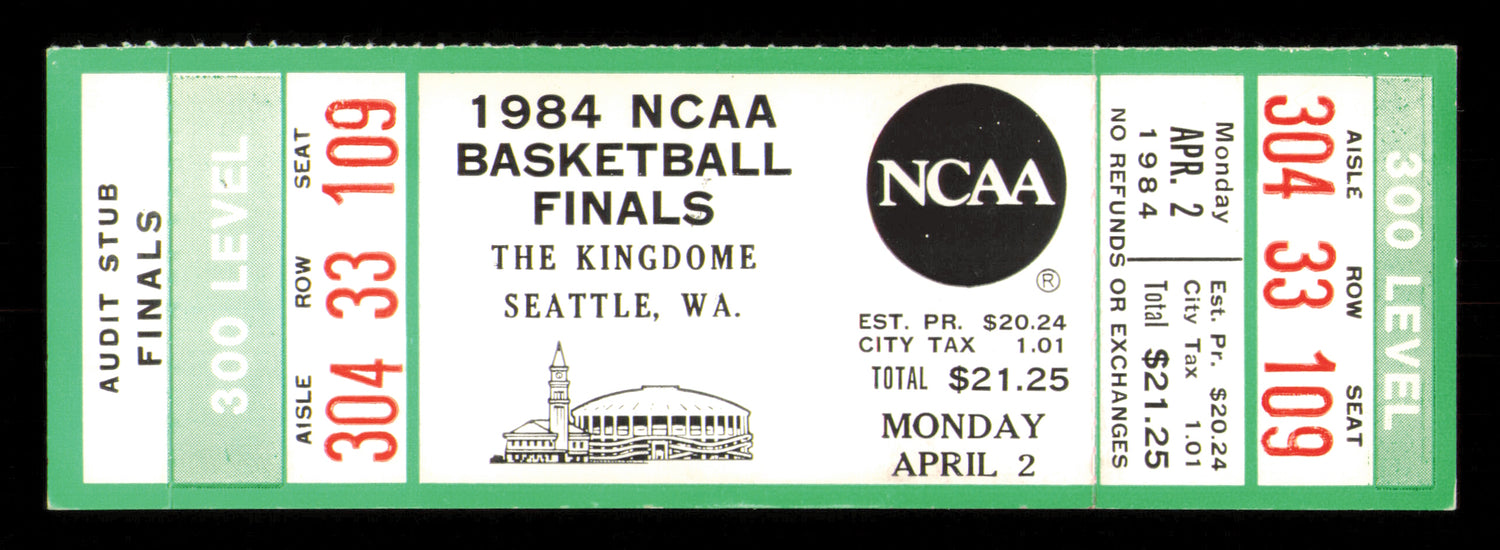 AUDIT STUB
FINALS
300 LEVEL
AISLE ROW SEAT
304 33 109
1984 NCAA
BASKETBALL
FINALS
THE KINGDOME
SEATTLE, WA.
NCAA
®
EST. PR. $20.24
CITY TAX 1.01
TOTAL $21.25
MONDAY
APRIL 2
Monday
APR. 2
1984
Est. Pr. $20.24
City Tax 1.01
Total $21.25
NO REFUNDS OR EXCHANGES
AISLE ROW SEAT
304 33 109
300 LEVEL